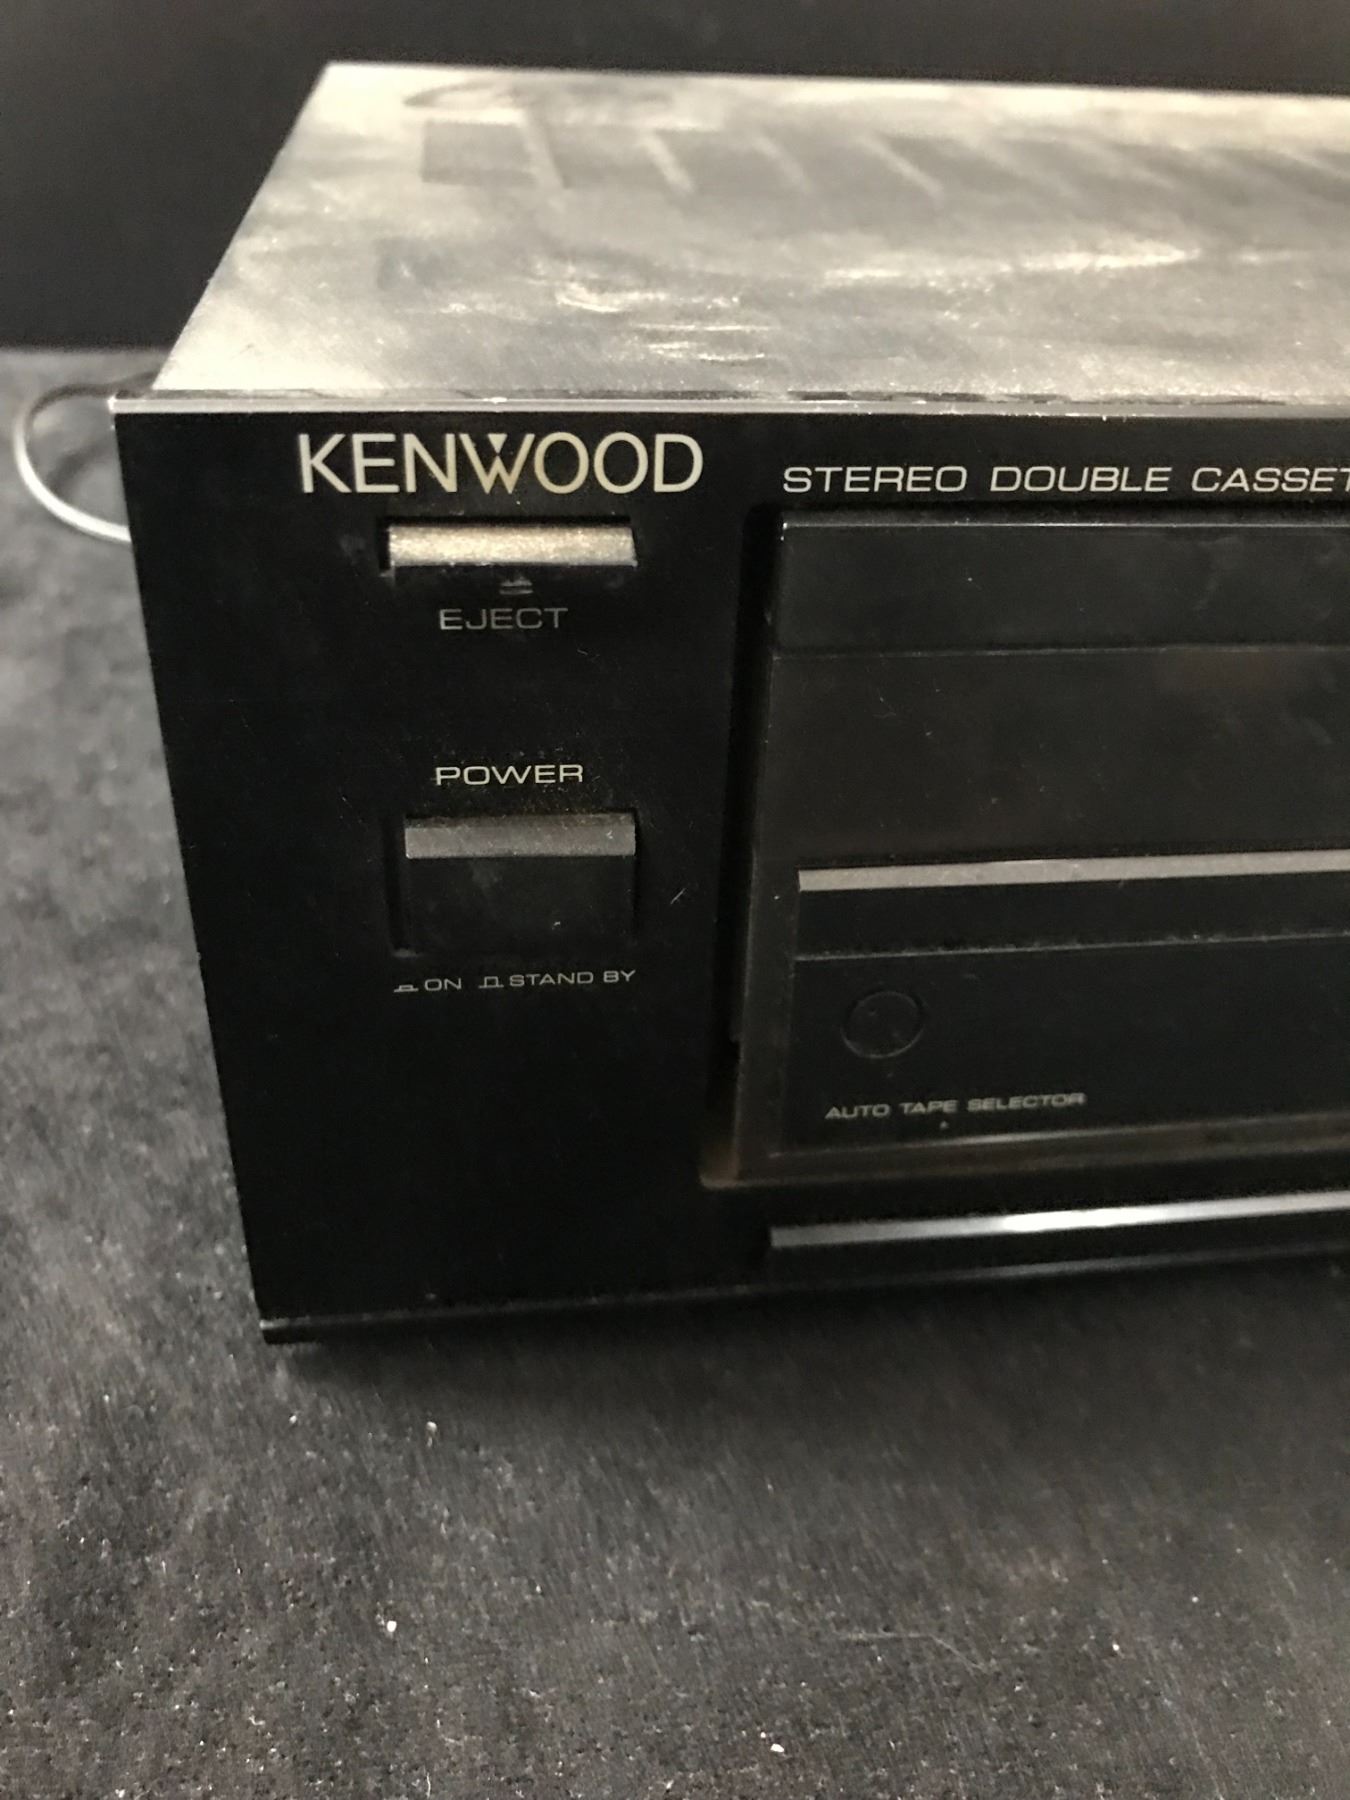 KENWOOD
STEREO DOUBLE CASSET
EJECT
POWER
ON STAND BY
AUTO TAPE SELECTOR